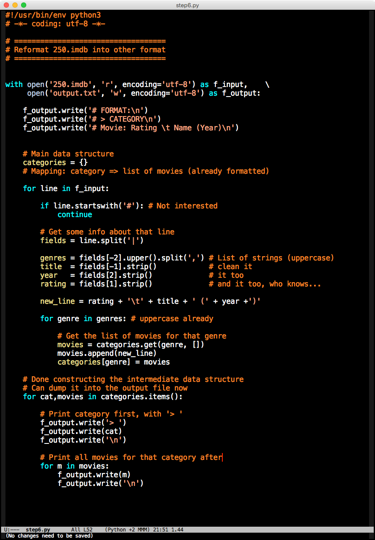 step6.py
#!/usr/bin/env python3
# -*- coding: utf-8 -*-
# ==================================
# Reformat 250.imdb into other format
# ==================================
with open('250.imdb', 'r', encoding='utf-8') as f_input, \
     open('output.txt', 'w', encoding='utf-8') as f_output:
    f_output.write('# FORMAT:\n')
    f_output.write('# > CATEGORY\n')
    f_output.write('# Movie: Rating \t Name (Year)\n')
    # Main data structure
    categories = {}
    # Mapping: category => list of movies (already formatted)
    for line in f_input:
        if line.startswith('#'): # Not interested
            continue
        # Get some info about that line
        fields = line.split('|')
        genres = fields[-2].upper().split(',') # List of strings (uppercase)
        title  = fields[-1].strip()            # clean it
        year   = fields[2].strip()             # it too
        rating = fields[1].strip()             # and it too, who knows...
        new_line = rating + '\t' + title + ' (' + year +')'
        for genre in genres: # uppercase already
            # Get the list of movies for that genre
            movies = categories.get(genre, [])
            movies.append(new_line)
            categories[genre] = movies
    # Done constructing the intermediate data structure
    # Can dump it into the output file now
    for cat,movies in categories.items():
        # Print category first, with '> '
        f_output.write('> ')
        f_output.write(cat)
        f_output.write('\n')
        # Print all movies for that category after
        for m in movies:
            f_output.write(m)
            f_output.write('\n')
U:--- step6.py All L52 (Python +2 MMM) 21:51 1.44
(No changes need to be saved)